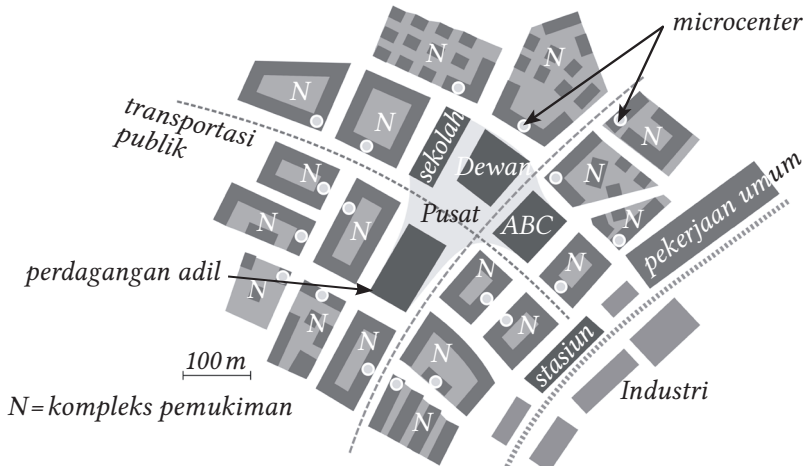 microcenter
N
N
N
transportasi
publik
N
sekolah
N
Dewan
N
N
pekerjaan umum
N
Pusat
ABC
N
N
perdagangan adil
N
N
N
N
N
stasiun
N
N
100 m
Industri
N = kompleks pemukiman
N